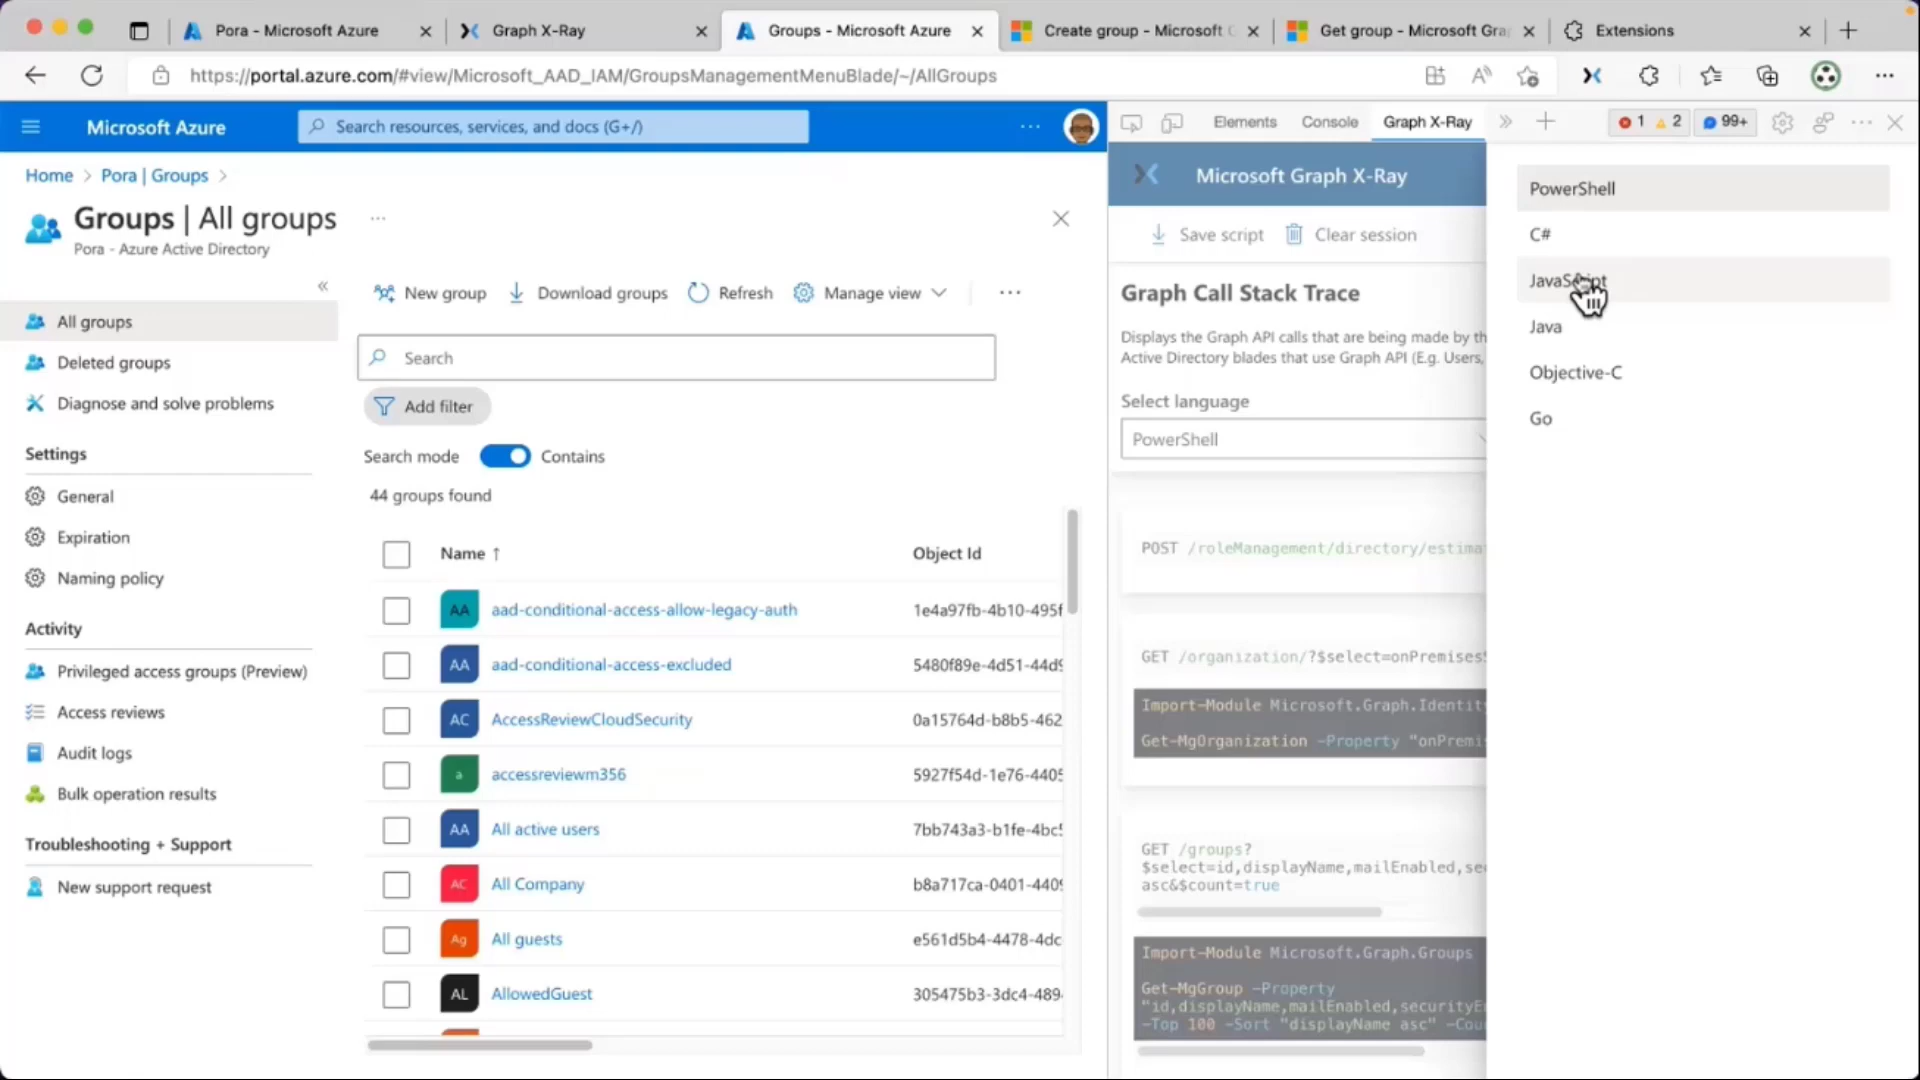 Pora - Microsoft Azure
Graph X-Ray
Groups - Microsoft Azure
Create group - Microsoft G
Get group - Microsoft Gra
Extensions
https://portal.azure.com/#view/Microsoft_AAD_IAM/GroupsManagementMenuBlade/~/AllGroups
Microsoft Azure
Search resources, services, and docs (G+/)
Home > Pora | Groups >
Groups | All groups
Pora - Azure Active Directory
All groups
Deleted groups
Diagnose and solve problems
Settings
General
Expiration
Naming policy
Activity
Privileged access groups (Preview)
Access reviews
Audit logs
Bulk operation results
Troubleshooting + Support
New support request
New group
Download groups
Refresh
Manage view
Search
Add filter
Search mode
Contains
44 groups found
Name ↑ Object Id
AA aad-conditional-access-allow-legacy-auth 1e4a97fb-4b10-495f
AA aad-conditional-access-excluded 5480f89e-4d51-44d9
AC AccessReviewCloudSecurity 0a15764d-b8b5-462
a accessreviewm356 5927f54d-1e76-4405
AA All active users 7bb743a3-b1fe-4bc5
AC All Company b8a717ca-0401-4409
Ag All guests e561d5b4-4478-4dc
AL AllowedGuest 305475b3-3dc4-489
Elements
Console
Graph X-Ray
1 2
99+
Microsoft Graph X-Ray
Save script
Clear session
Graph Call Stack Trace
Displays the Graph API calls that are being made by th
Active Directory blades that use Graph API (E.g. Users,
Select language
PowerShell
POST /roleManagement/directory/estima
GET /organization/?$select=onPremises
Import-Module Microsoft.Graph.Identit
Get-MgOrganization -Property "onPremi
GET /groups?
$select=id,displayName,mailEnabled,se
asc&$count=true
Import-Module Microsoft.Graph.Groups
Get-MgGroup -Property
"id,displayName,mailEnabled,securityE
-Top 100 -Sort "displayName asc" -Cou
PowerShell
C#
JavaScript
Java
Objective-C
Go